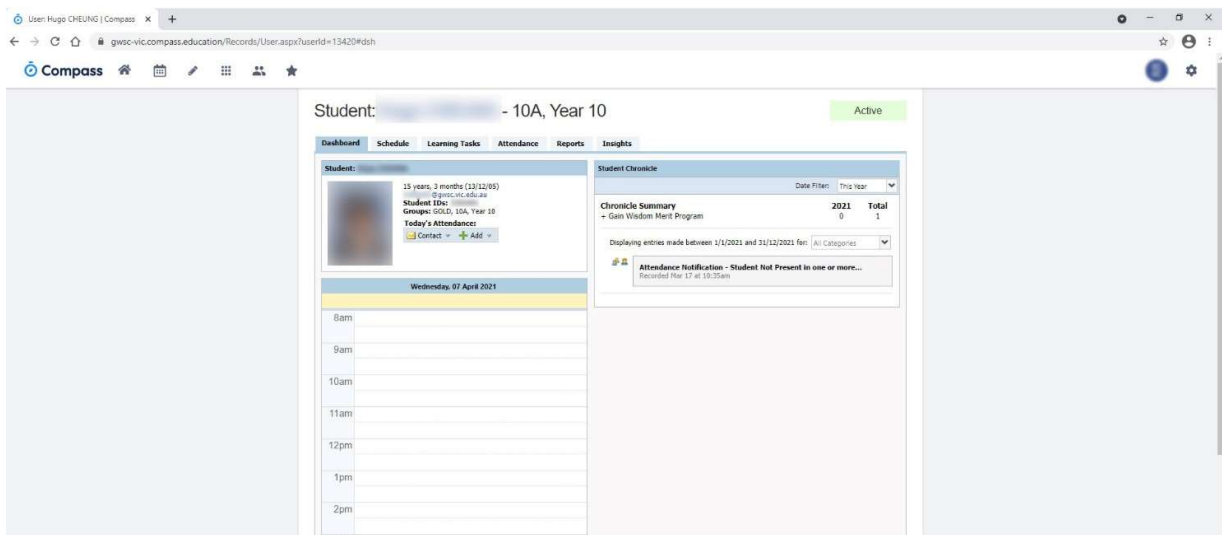 User: Hugo CHEUNG | Compass
gwsc-vic.compass.education/Records/User.aspx?userId=13420#dsh
Compass
Student: - 10A, Year 10
Active
Dashboard Schedule Learning Tasks Attendance Reports Insights
Student:
15 years, 3 months (13/12/05)
@gwsc.vic.edu.au
Student IDs:
Groups: GOLD, 10A, Year 10
Today's Attendance:
Contact Add
Wednesday, 07 April 2021
8am
9am
10am
11am
12pm
1pm
2pm
Student Chronicle
Date Filter: This Year
Chronicle Summary 2021 Total
+ Gain Wisdom Merit Program 0 1
Displaying entries made between 1/1/2021 and 31/12/2021 for: All Categories
Attendance Notification - Student Not Present in one or more...
Recorded Mar 17 at 10:35am